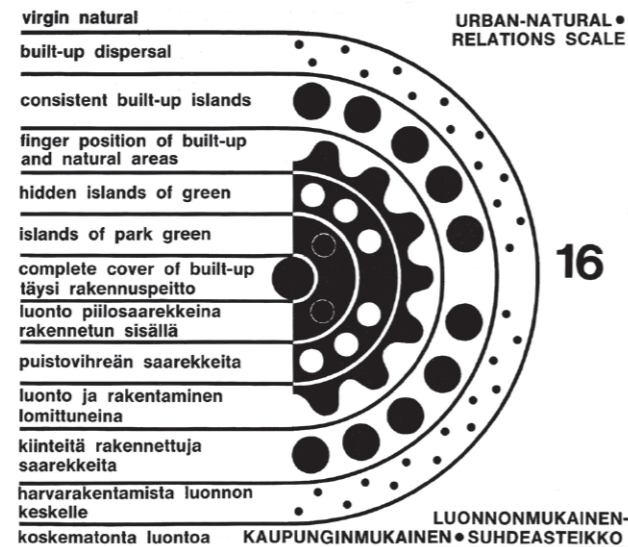 virgin natural
URBAN-NATURAL •
RELATIONS SCALE
built-up dispersal
consistent built-up islands
finger position of built-up
and natural areas
hidden islands of green
islands of park green
16
complete cover of built-up
täysi rakennuspeitto
luonto piilosaarekkeina
rakennetun sisällä
puistovihreän saarekkeita
luonto ja rakentaminen
lomittuneina
kiinteitä rakennettuja
saarekkeita
harvarakentamista luonnon
keskelle
koskematonta luontoa
LUONNONMUKAINEN-
KAUPUNGINMUKAINEN • SUHDEASTEIKKO